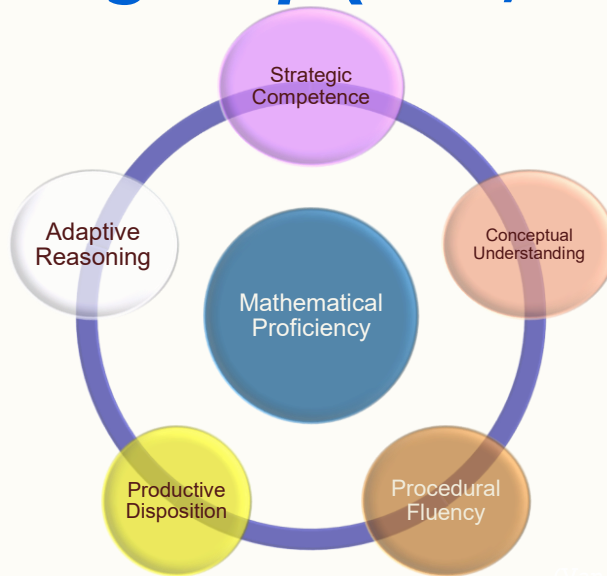 Strategic
Competence
Adaptive
Reasoning
Conceptual
Understanding
Mathematical
Proficiency
Productive
Disposition
Procedural
Fluency